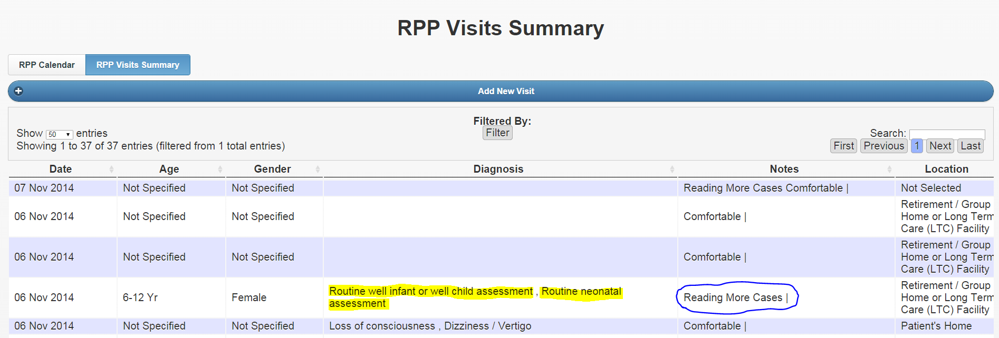 RPP Visits Summary
RPP Calendar RPP Visits Summary
Add New Visit
Filtered By:
Filter
Show 50 entries
Search:
Showing 1 to 37 of 37 entries (filtered from 1 total entries)
First Previous 1 Next Last
Date Age Gender Diagnosis Notes Location
07 Nov 2014 Not Specified Not Specified Reading More Cases Comfortable | Not Selected
06 Nov 2014 Not Specified Not Specified Comfortable | Retirement / Group
Home or Long Term
Care (LTC) Facility
06 Nov 2014 Not Specified Not Specified Comfortable | Retirement / Group
Home or Long Term
Care (LTC) Facility
06 Nov 2014 6-12 Yr Female Routine well infant or well child assessment , Routine neonatal
assessment
Reading More Cases |
Retirement / Group
Home or Long Term
Care (LTC) Facility
06 Nov 2014 Not Specified Not Specified Loss of consciousness , Dizziness / Vertigo Comfortable | Patient's Home